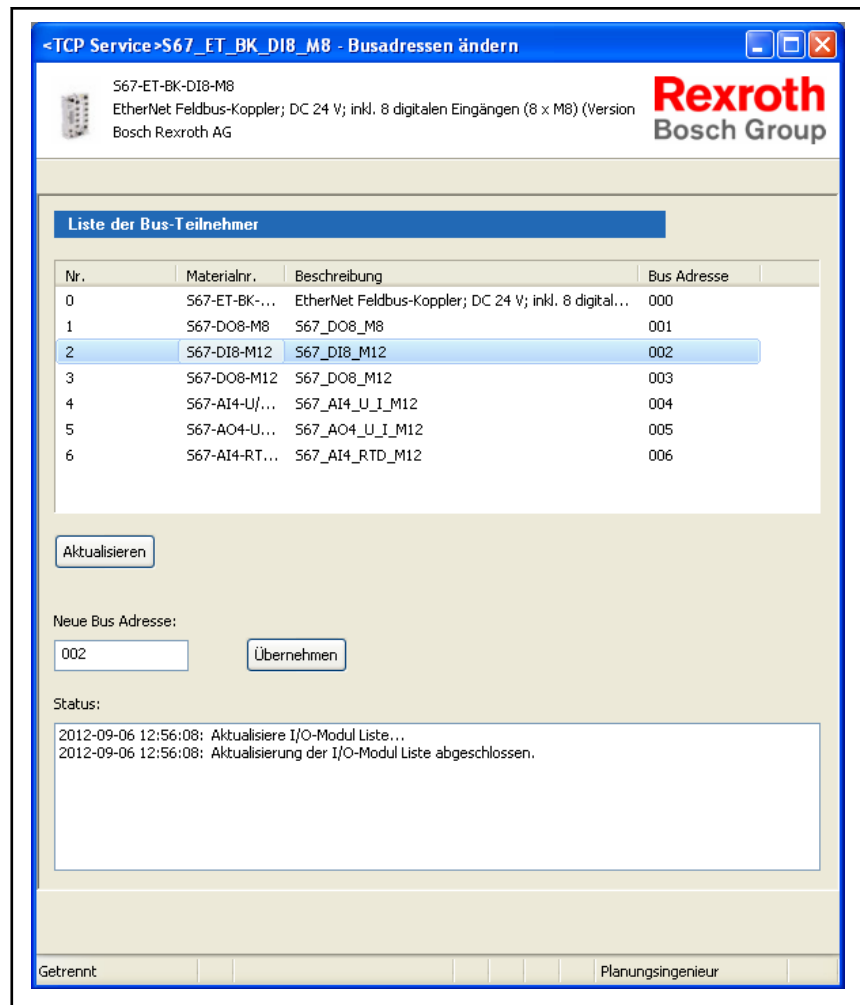 <TCP Service>S67_ET_BK_DI8_M8 - Busadressen ändern
S67-ET-BK-DI8-M8
EtherNet Feldbus-Koppler; DC 24 V; inkl. 8 digitalen Eingängen (8 x M8) (Version
Bosch Rexroth AG
Rexroth
Bosch Group
Liste der Bus-Teilnehmer
Nr. Materialnr. Beschreibung Bus Adresse
0 S67-ET-BK-... EtherNet Feldbus-Koppler; DC 24 V; inkl. 8 digital... 000
1 S67-DO8-M8 S67_DO8_M8 001
2 S67-DI8-M12 S67_DI8_M12 002
3 S67-DO8-M12 S67_DO8_M12 003
4 S67-AI4-U/... S67_AI4_U_I_M12 004
5 S67-AO4-U... S67_AO4_U_I_M12 005
6 S67-AI4-RT... S67_AI4_RTD_M12 006
Aktualisieren
Neue Bus Adresse:
002 Übernehmen
Status:
2012-09-06 12:56:08: Aktualisiere I/O-Modul Liste...
2012-09-06 12:56:08: Aktualisierung der I/O-Modul Liste abgeschlossen.
Getrennt Planungsingenieur